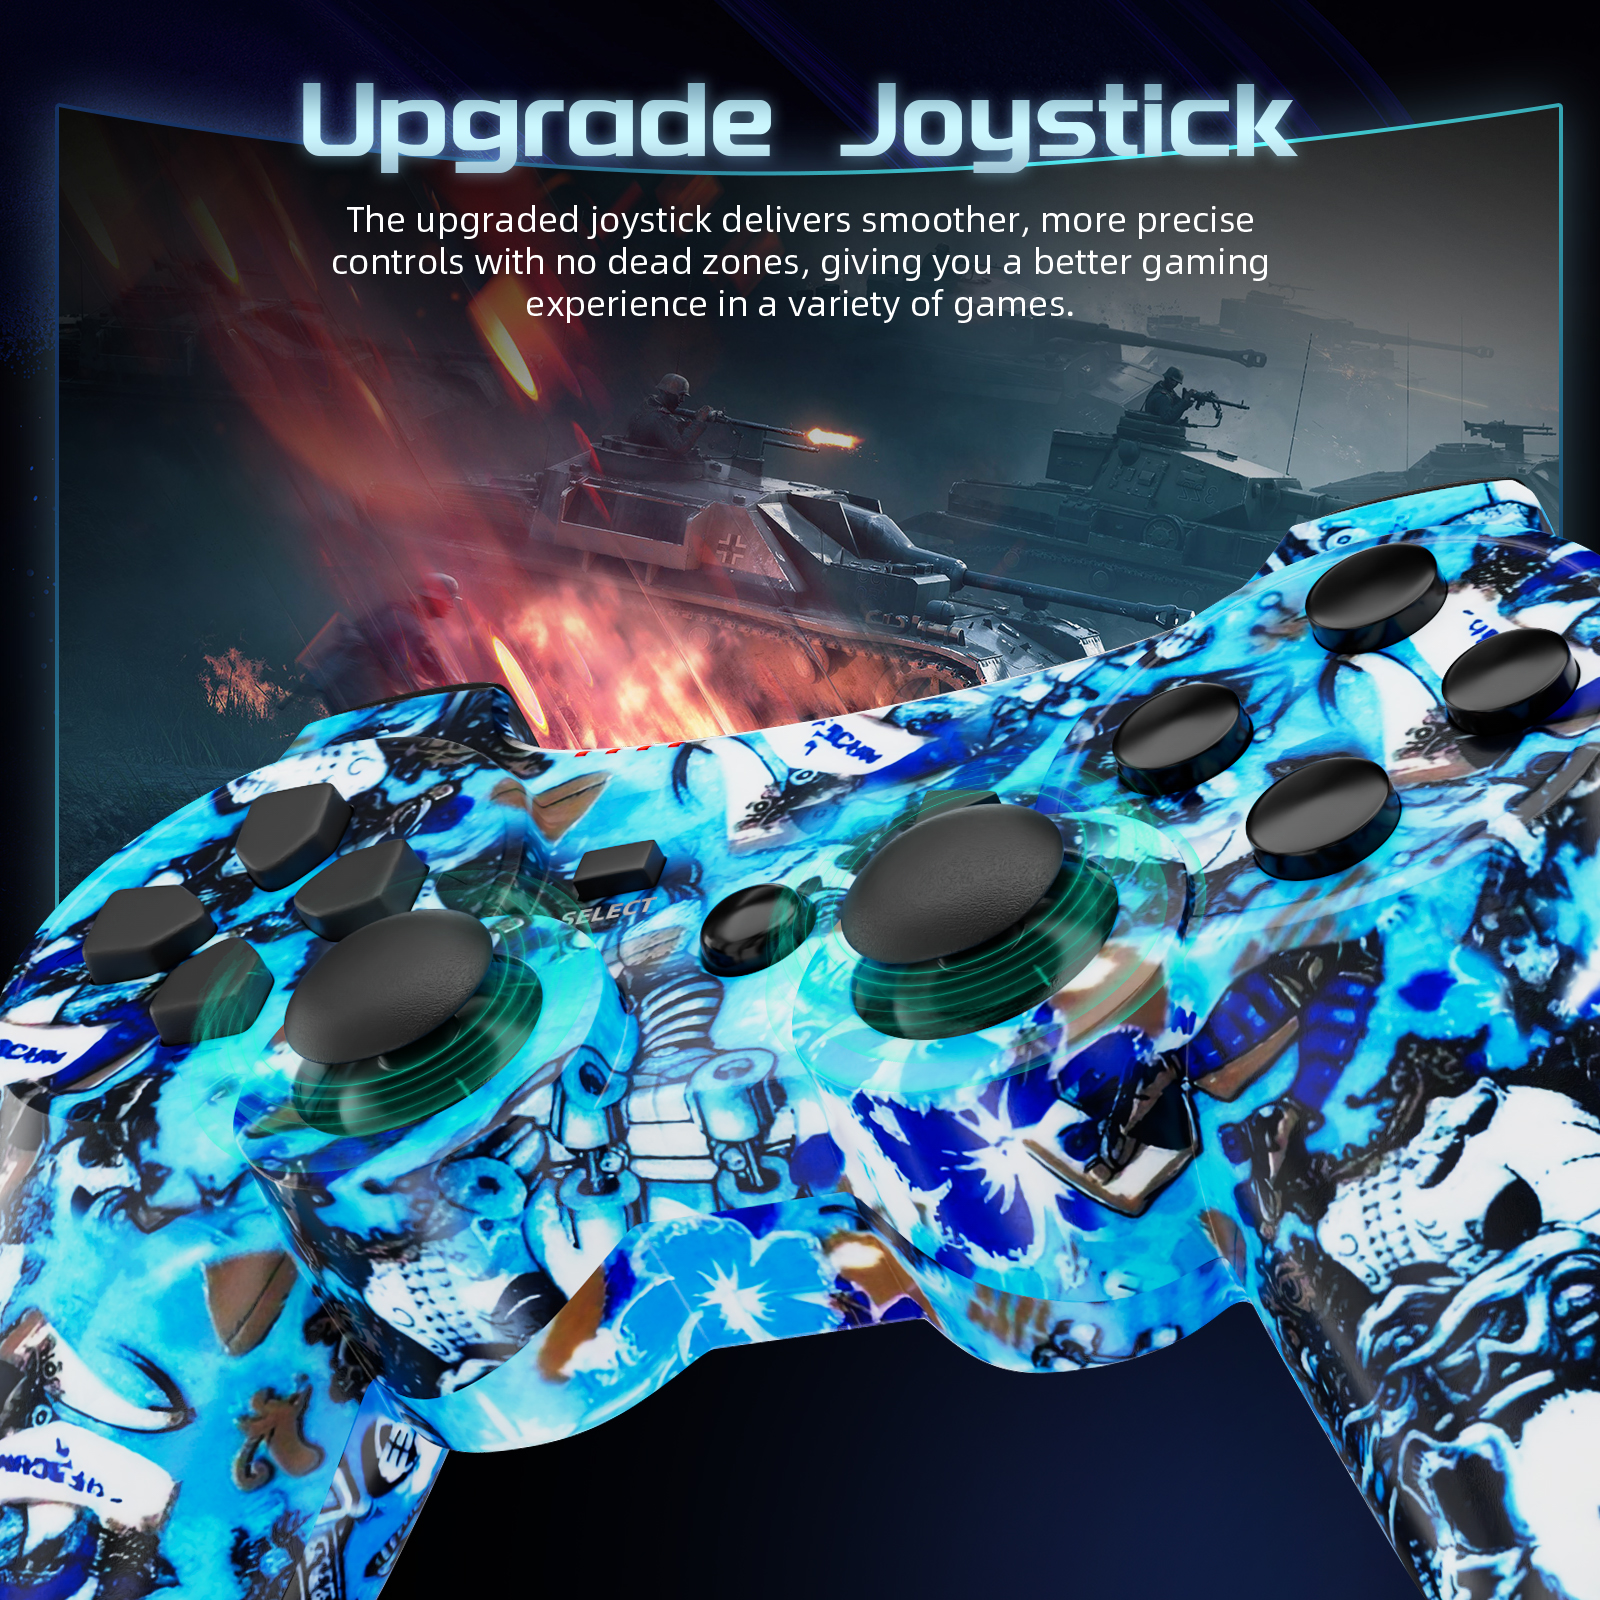 Upgrade Joystick
The upgraded joystick delivers smoother, more precise
controls with no dead zones, giving you a better gaming
experience in a variety of games.
SELECT